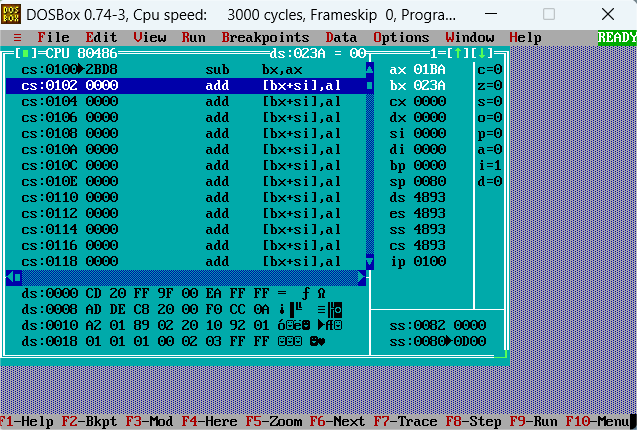 DOSBox 0.74-3, Cpu speed: 3000 cycles, Frameskip 0, Progra...
≡ File Edit View Run Breakpoints Data Options Window Help READY
[■]=CPU 80486 ds:023A = 00 1=[↑][↓]
cs:0100►2BD8 sub bx,ax ax 01BA c=0
cs:0102 0000 add [bx+si],al bx 023A z=0
cs:0104 0000 add [bx+si],al cx 0000 s=0
cs:0106 0000 add [bx+si],al dx 0000 o=0
cs:0108 0000 add [bx+si],al si 0000 p=0
cs:010A 0000 add [bx+si],al di 0000 a=0
cs:010C 0000 add [bx+si],al bp 0000 i=1
cs:010E 0000 add [bx+si],al sp 0080 d=0
cs:0110 0000 add [bx+si],al ds 4893
cs:0112 0000 add [bx+si],al es 4893
cs:0114 0000 add [bx+si],al ss 4893
cs:0116 0000 add [bx+si],al cs 4893
cs:0118 0000 add [bx+si],al ip 0100
ds:0000 CD 20 FF 9F 00 EA FF FF = ƒ Ω
ds:0008 AD DE C8 20 00 F0 CC 0A ¡▐╚ ≡╠◙
ds:0010 A2 01 89 02 20 10 92 01 ó☺ë☻ ►Æ☺ ss:0082 0000
ds:0018 01 01 01 00 02 03 FF FF ☺☺☺ ☻♥ ss:0080►0D00
F1-Help F2-Bkpt F3-Mod F4-Here F5-Zoom F6-Next F7-Trace F8-Step F9-Run F10-Menu